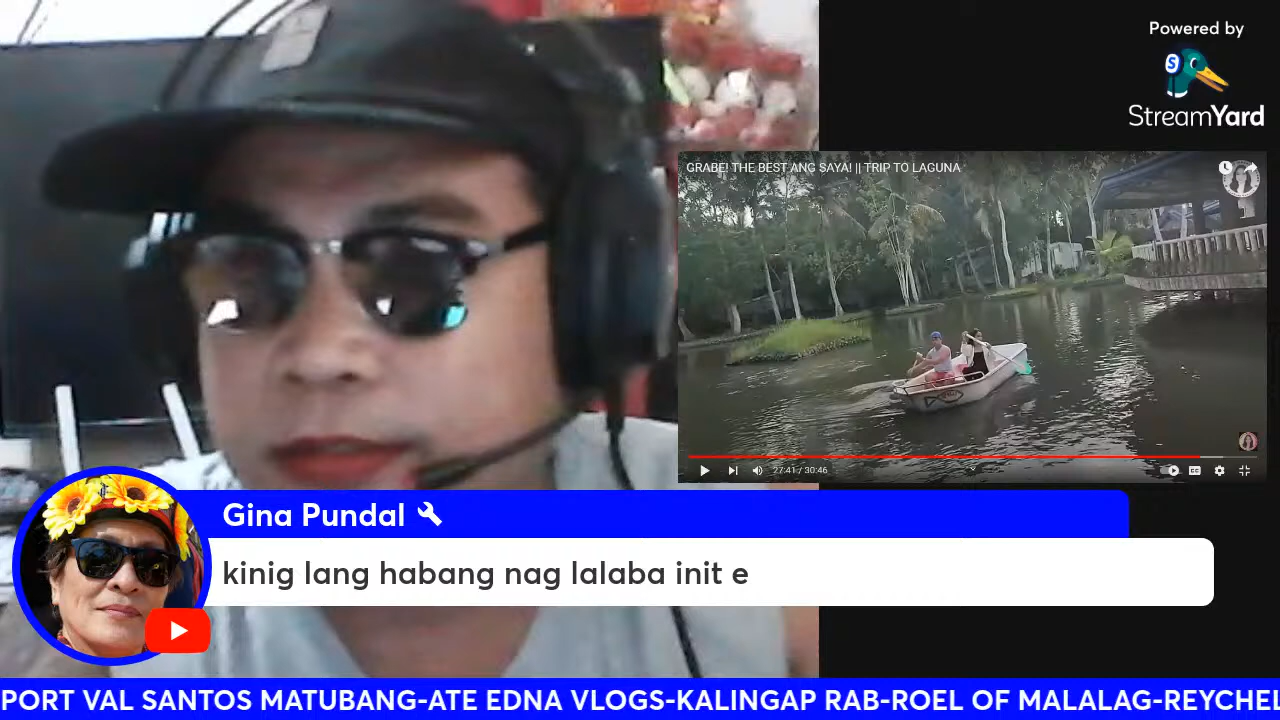 Powered by
StreamYard
GRABE! THE BEST ANG SAYA! || TRIP TO LAGUNA
27:41 / 30:46
Gina Pundal
kinig lang habang nag lalaba init e
PORT VAL SANTOS MATUBANG-ATE EDNA VLOGS-KALINGAP RAB-ROEL OF MALALAG-REYCHEL